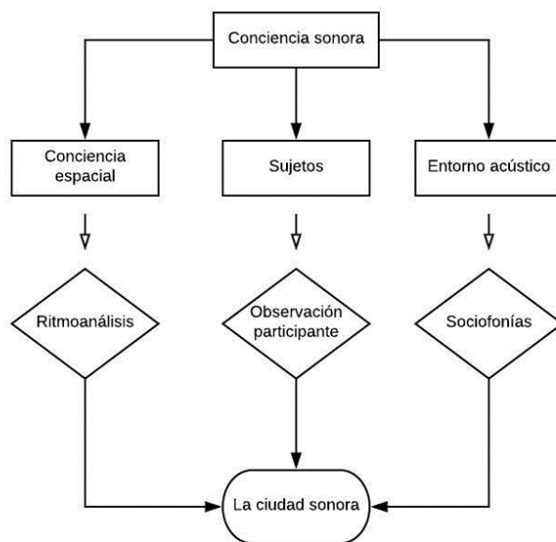 Conciencia sonora
Conciencia
espacial
Sujetos
Entorno acústico
Ritmoanálisis
Observación
participante
Sociofonías
La ciudad sonora